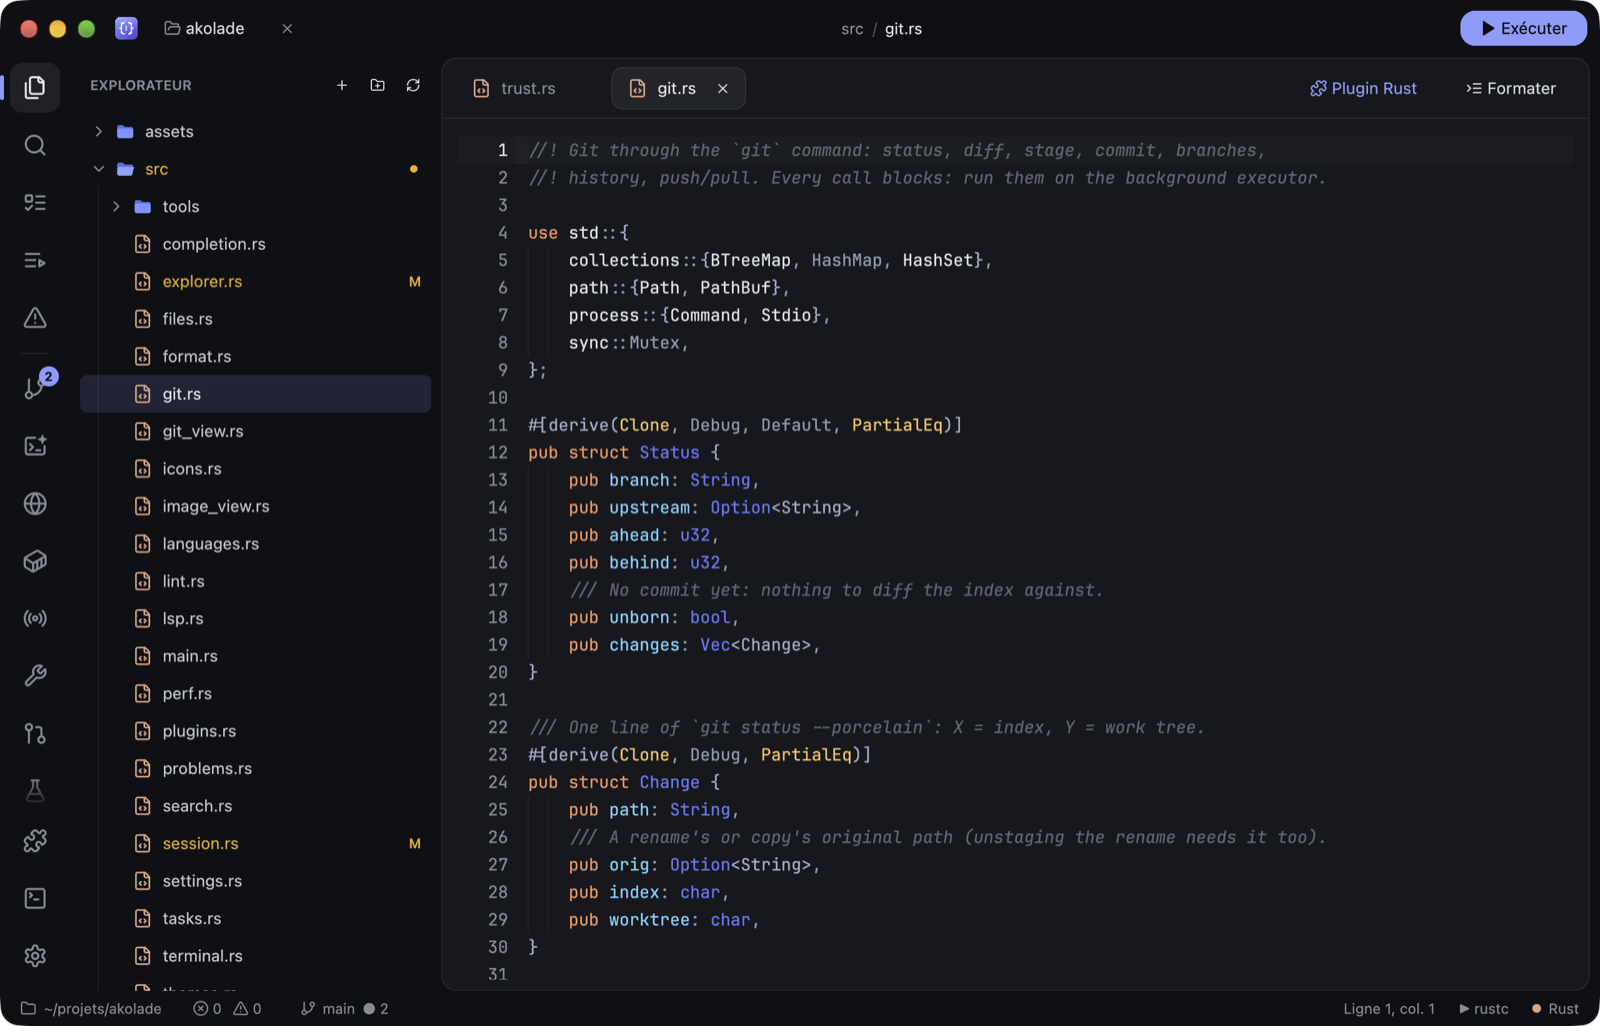 akolade
src / git.rs
Exécuter
EXPLORATEUR
assets
src
tools
completion.rs
explorer.rs M
files.rs
format.rs
git.rs
git_view.rs
icons.rs
image_view.rs
languages.rs
lint.rs
lsp.rs
main.rs
perf.rs
plugins.rs
problems.rs
search.rs
session.rs M
settings.rs
tasks.rs
terminal.rs
2
trust.rs
git.rs
Plugin Rust
Formater
1 //! Git through the `git` command: status, diff, stage, commit, branches,
2 //! history, push/pull. Every call blocks: run them on the background executor.
3
4 use std::{
5 collections::{BTreeMap, HashMap, HashSet},
6 path::{Path, PathBuf},
7 process::{Command, Stdio},
8 sync::Mutex,
9 };
10
11 #[derive(Clone, Debug, Default, PartialEq)]
12 pub struct Status {
13 pub branch: String,
14 pub upstream: Option<String>,
15 pub ahead: u32,
16 pub behind: u32,
17 /// No commit yet: nothing to diff the index against.
18 pub unborn: bool,
19 pub changes: Vec<Change>,
20 }
21
22 /// One line of `git status --porcelain`: X = index, Y = work tree.
23 #[derive(Clone, Debug, PartialEq)]
24 pub struct Change {
25 pub path: String,
26 /// A rename's or copy's original path (unstaging the rename needs it too).
27 pub orig: Option<String>,
28 pub index: char,
29 pub worktree: char,
30 }
31
~/projets/akolade 0 0 main 2
Ligne 1, col. 1 rustc Rust